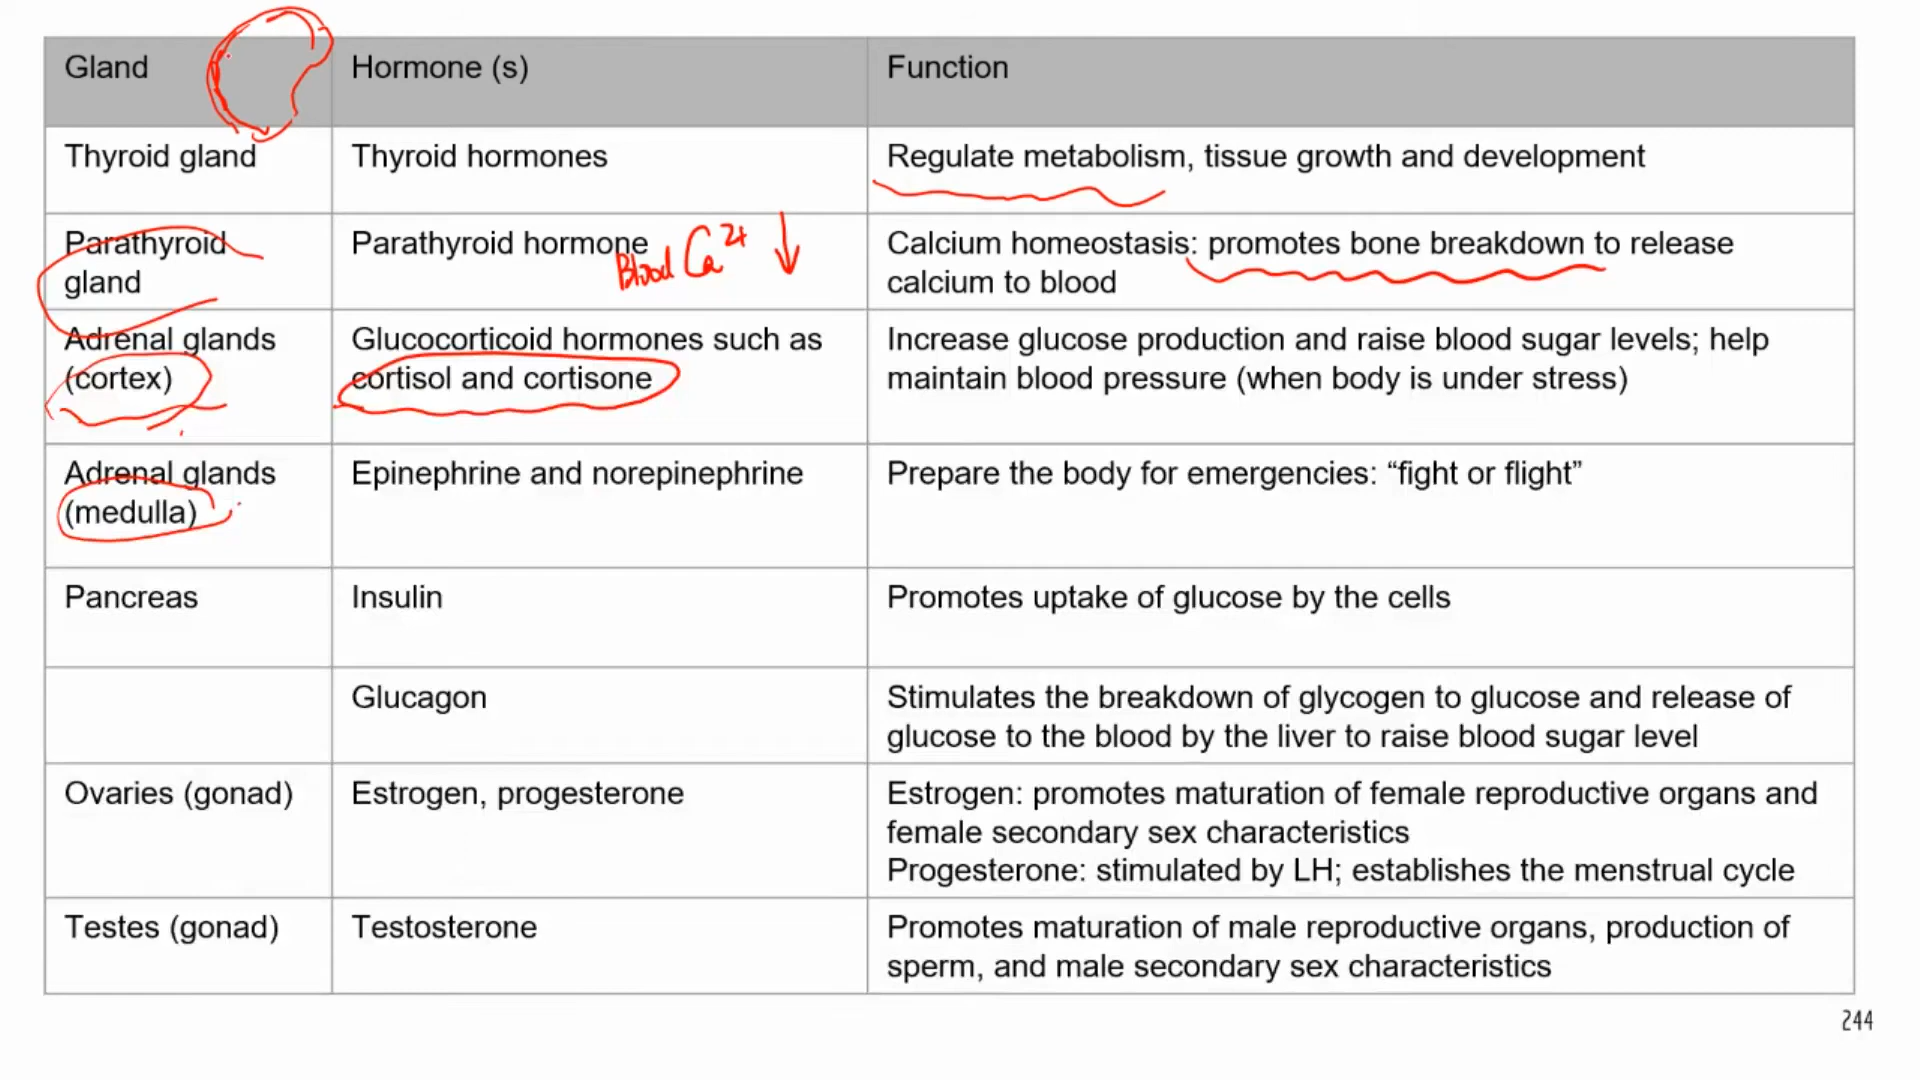 Gland Hormone (s) Function
Thyroid gland Thyroid hormones Regulate metabolism, tissue growth and development
Parathyroid gland Parathyroid hormone Blood Ca2+ ↓ Calcium homeostasis: promotes bone breakdown to release
calcium to blood
Adrenal glands Glucocorticoid hormones such as Increase glucose production and raise blood sugar levels; help
(cortex) cortisol and cortisone maintain blood pressure (when body is under stress)
Adrenal glands Epinephrine and norepinephrine Prepare the body for emergencies: “fight or flight”
(medulla)
Pancreas Insulin Promotes uptake of glucose by the cells
Glucagon Stimulates the breakdown of glycogen to glucose and release of
glucose to the blood by the liver to raise blood sugar level
Ovaries (gonad) Estrogen, progesterone Estrogen: promotes maturation of female reproductive organs and
female secondary sex characteristics
Progesterone: stimulated by LH; establishes the menstrual cycle
Testes (gonad) Testosterone Promotes maturation of male reproductive organs, production of
sperm, and male secondary sex characteristics
244